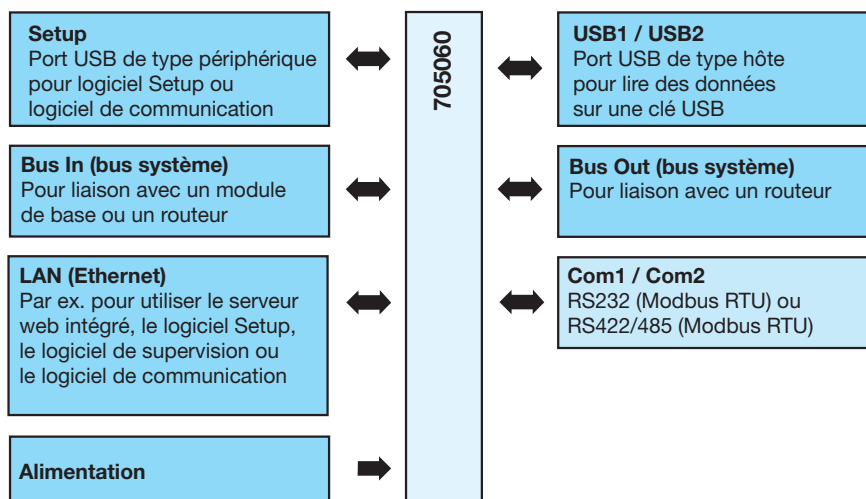 Setup
Port USB de type périphérique
pour logiciel Setup ou
logiciel de communication
Bus In (bus système)
Pour liaison avec un module
de base ou un routeur
LAN (Ethernet)
Par ex. pour utiliser le serveur
web intégré, le logiciel Setup,
le logiciel de supervision ou
le logiciel de communication
Alimentation
705060
USB1 / USB2
Port USB de type hôte
pour lire des données
sur une clé USB
Bus Out (bus système)
Pour liaison avec un routeur
Com1 / Com2
RS232 (Modbus RTU) ou
RS422/485 (Modbus RTU)